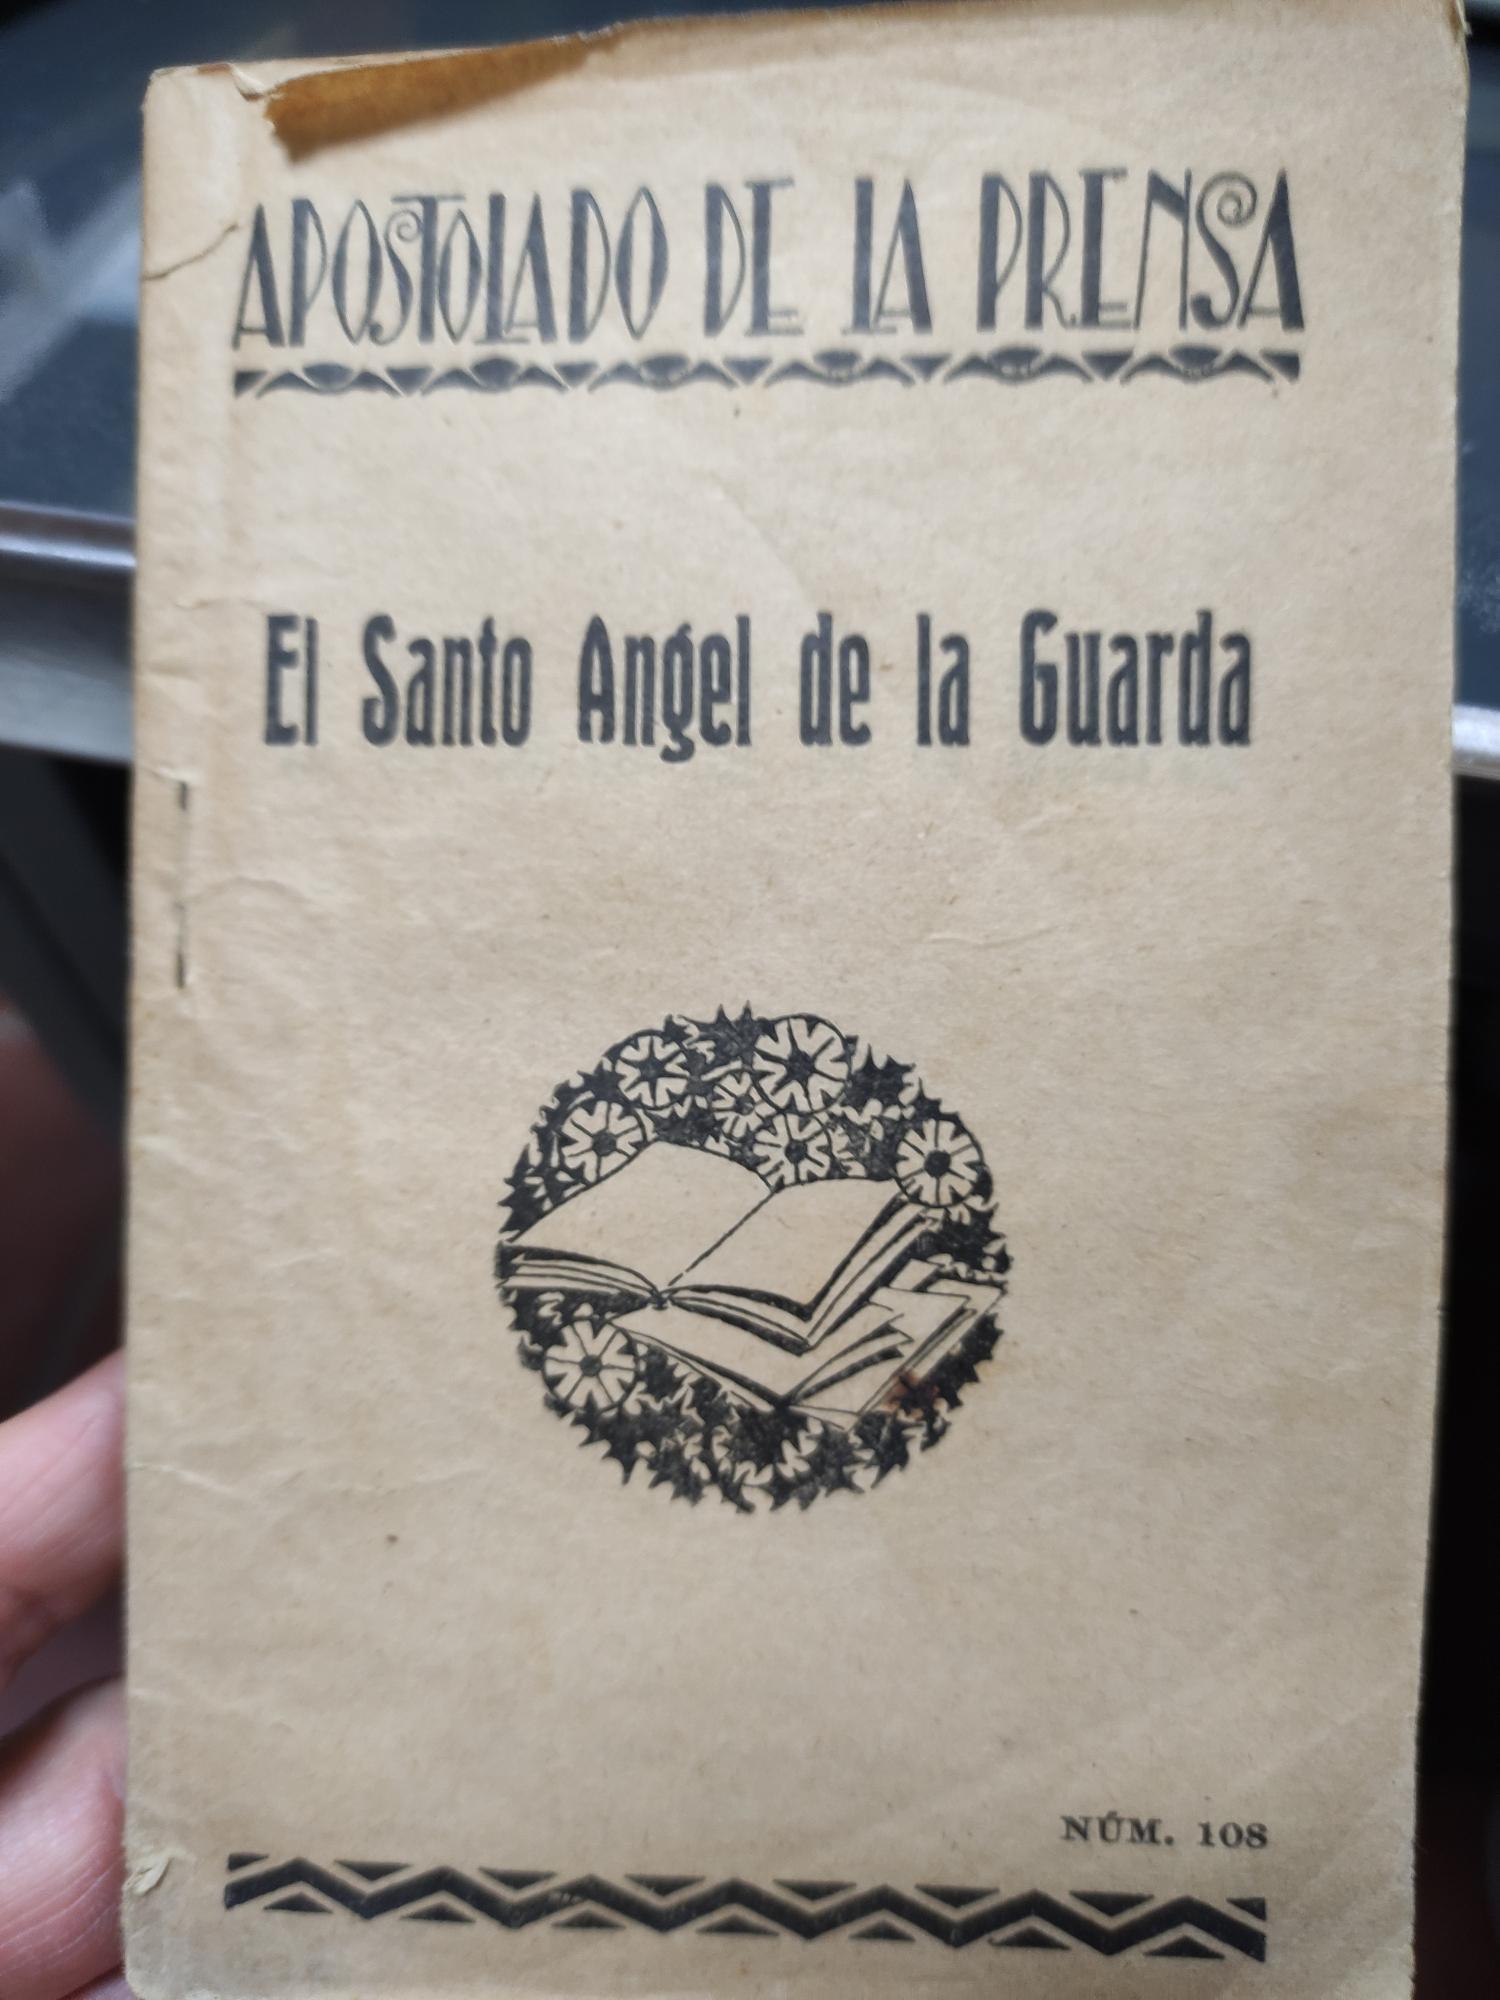 APOSTOLADO DE LA PRENSA
El Santo Angel de la Guarda
NÚM. 108